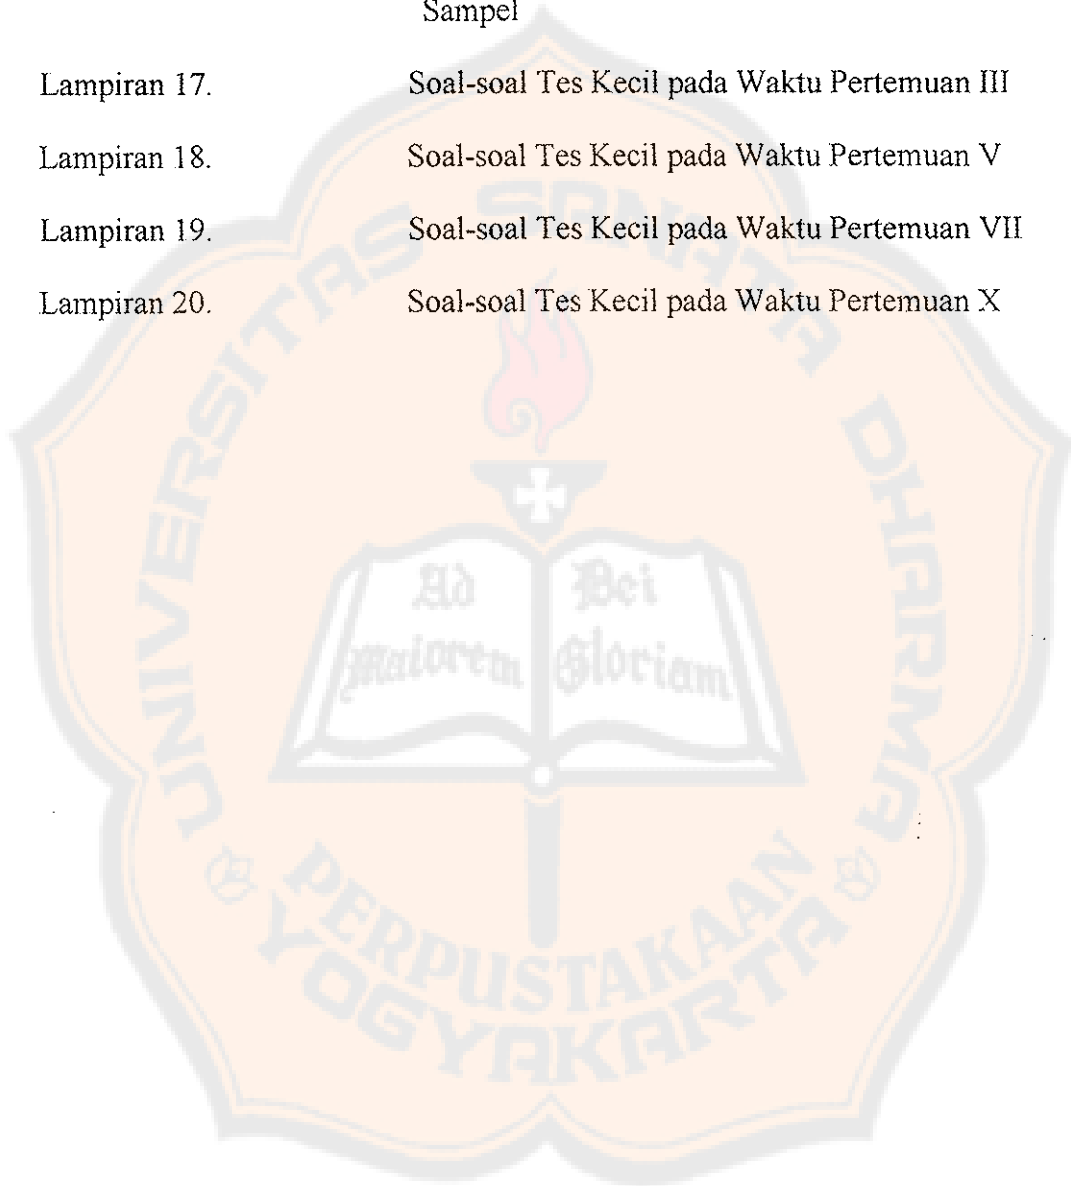 Sampel
Lampiran 17. Soal-soal Tes Kecil pada Waktu Pertemuan III
Lampiran 18. Soal-soal Tes Kecil pada Waktu Pertemuan V
Lampiran 19. Soal-soal Tes Kecil pada Waktu Pertemuan VII
Lampiran 20. Soal-soal Tes Kecil pada Waktu Pertemuan X
UNIVERSITAS SANATA DHARMA
Ad Dei
maiorem Gloriam
PERPUSTAKAAN
YOGYAKARTA